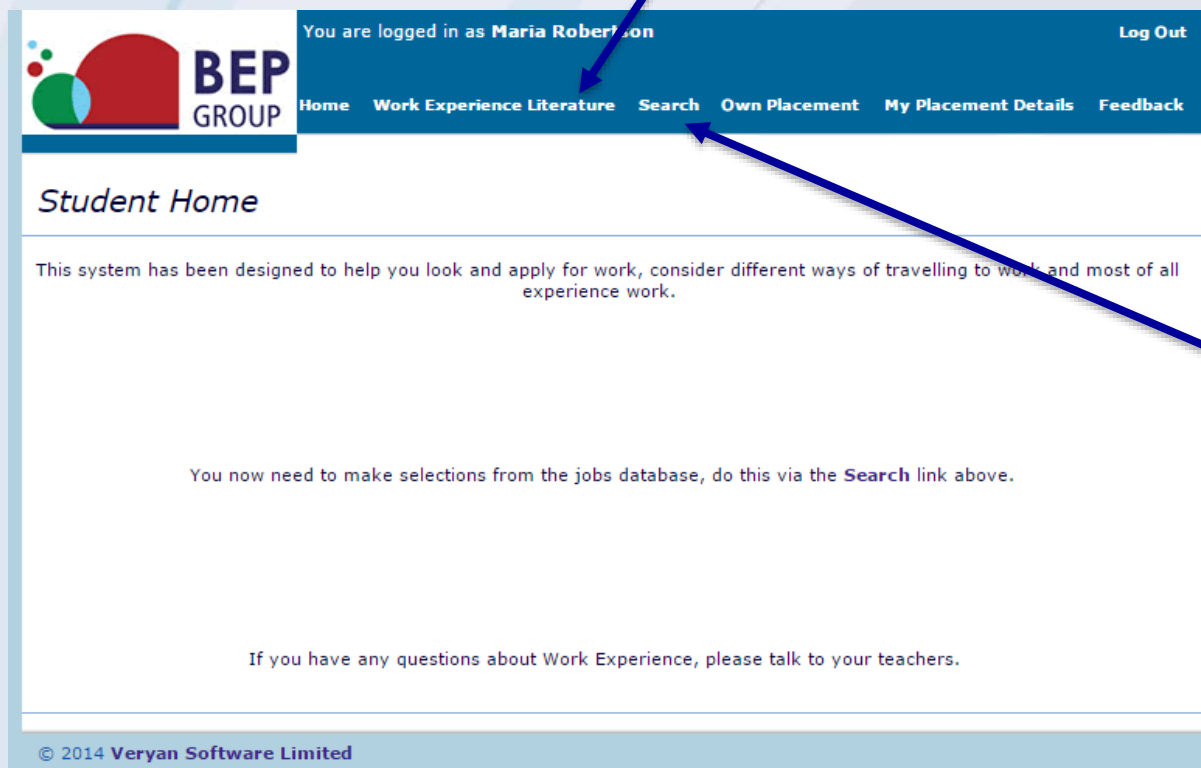 You are logged in as Maria Robertson
Log Out
BEP
GROUP
Home Work Experience Literature Search Own Placement My Placement Details Feedback
Student Home
This system has been designed to help you look and apply for work, consider different ways of travelling to work and most of all
experience work.
You now need to make selections from the jobs database, do this via the Search link above.
If you have any questions about Work Experience, please talk to your teachers.
© 2014 Veryan Software Limited